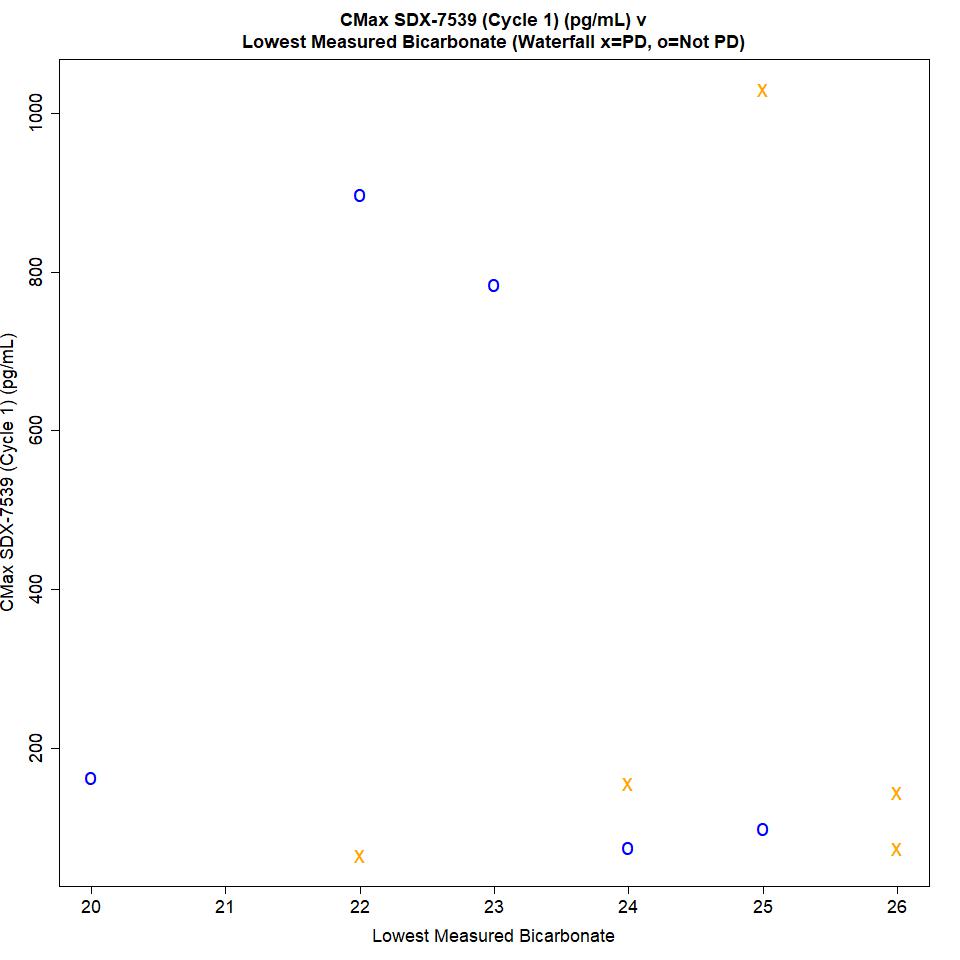 CMax SDX-7539 (Cycle 1) (pg/mL) v
Lowest Measured Bicarbonate (Waterfall x=PD, o=Not PD)
CMax SDX-7539 (Cycle 1) (pg/mL)
1000
800
600
400
200
X
O
O
O
X
X
O
O
X
X
20 21 22 23 24 25 26
Lowest Measured Bicarbonate